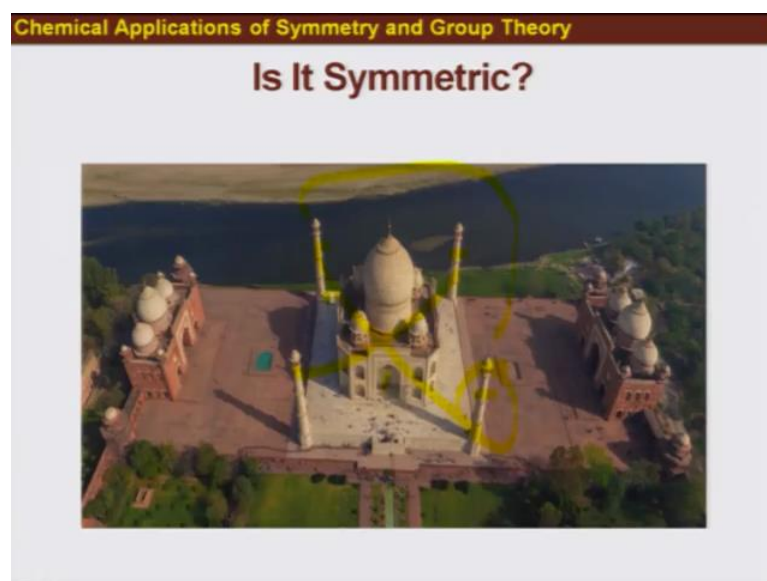 Chemical Applications of Symmetry and Group Theory
Is It Symmetric?